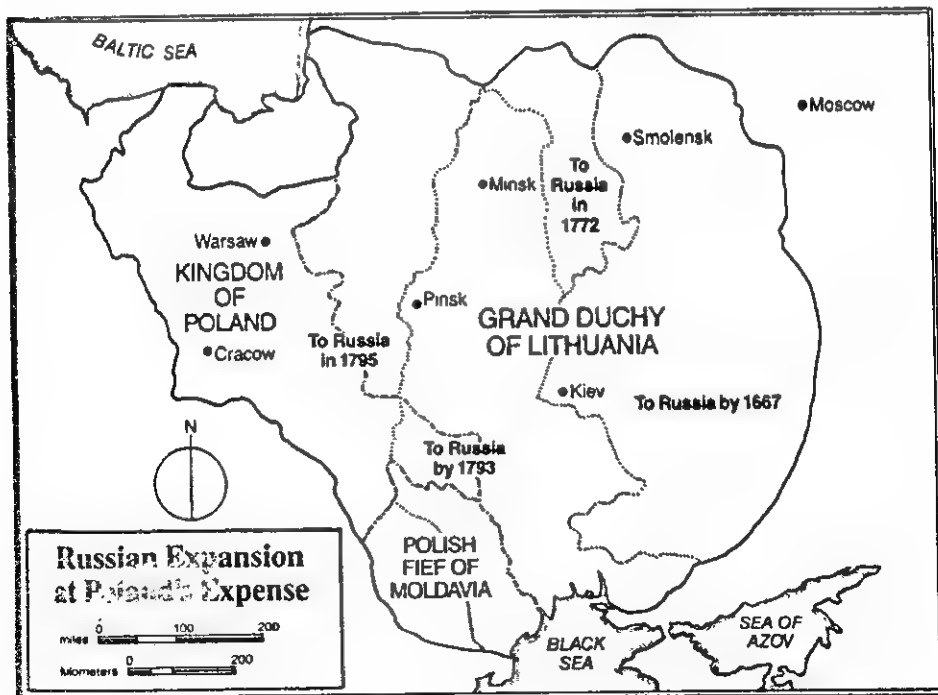 BALTIC SEA
Moscow
Smolensk
To
Russia
in
1772
Minsk
Warsaw
KINGDOM
OF
POLAND
Pinsk
GRAND DUCHY
OF LITHUANIA
To Russia
in 1795
Cracow
Kiev
To Russia by 1667
N
To Russia
by 1793
Russian Expansion
at Poland's Expense
POLISH
FIEF OF
MOLDAVIA
0 100 200
miles
Kilometers
0 200
BLACK
SEA
SEA OF
AZOV